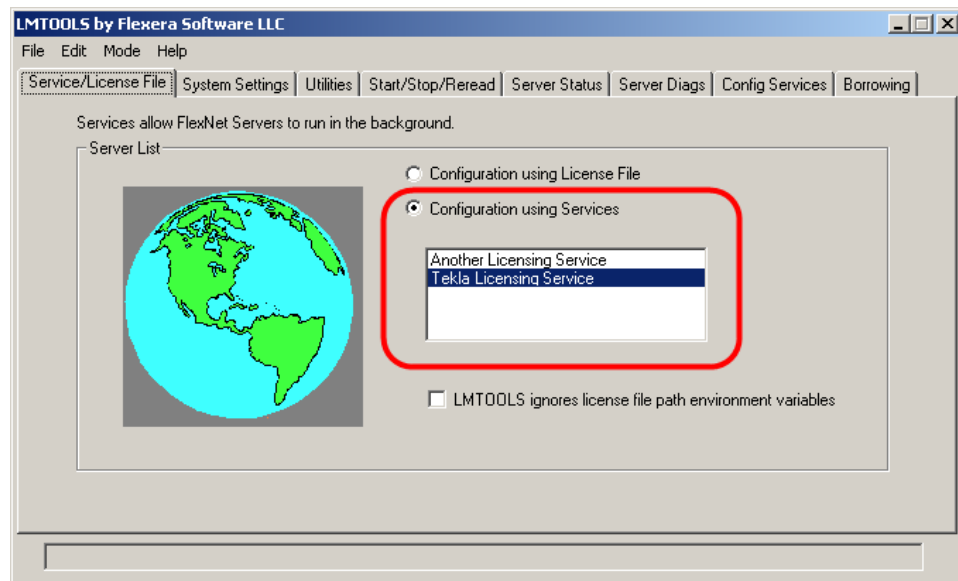 LMTOOLS by Flexera Software LLC
File Edit Mode Help
Service/License File System Settings Utilities Start/Stop/Reread Server Status Server Diags Config Services Borrowing
Services allow FlexNet Servers to run in the background.
Server List
Configuration using License File
Configuration using Services
Another Licensing Service
Tekla Licensing Service
LMTOOLS ignores license file path environment variables